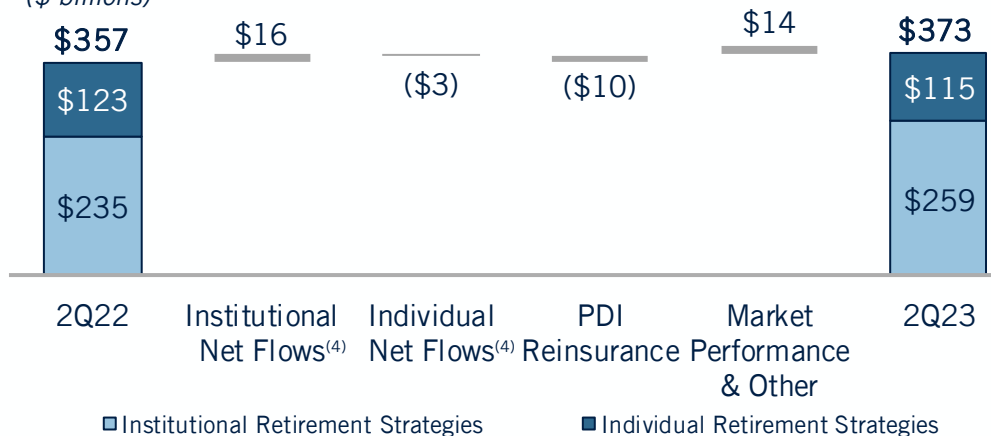 ($ billions)
$357
$16
($3)
($10)
$14
$373
$123
$115
$235
$259
2Q22
Institutional
Net Flows(4)
Individual
Net Flows(4)
PDI
Reinsurance
Market
Performance
& Other
2Q23
Institutional Retirement Strategies
Individual Retirement Strategies